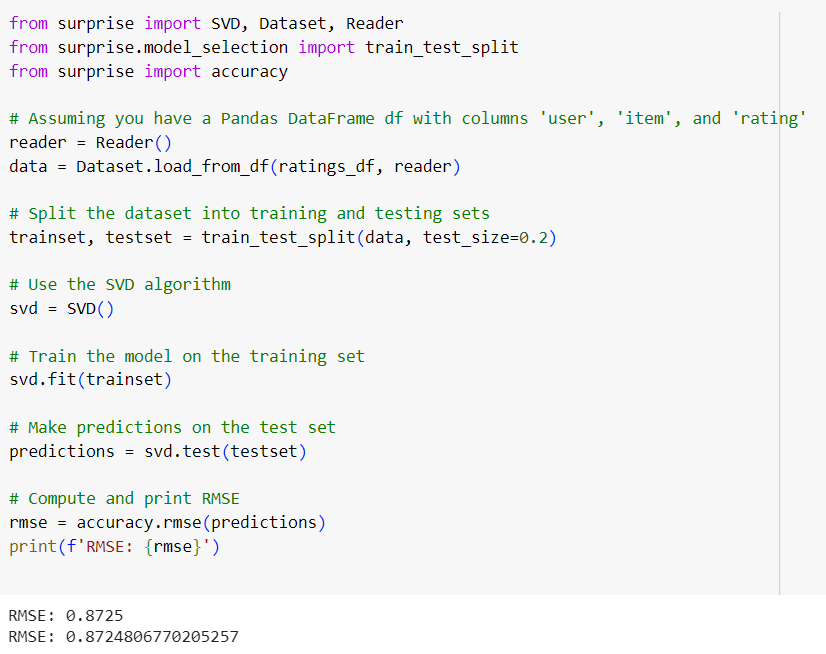 from surprise import SVD, Dataset, Reader
from surprise.model_selection import train_test_split
from surprise import accuracy
# Assuming you have a Pandas DataFrame df with columns 'user', 'item', and 'rating'
reader = Reader()
data = Dataset.load_from_df(ratings_df, reader)
# Split the dataset into training and testing sets
trainset, testset = train_test_split(data, test_size=0.2)
# Use the SVD algorithm
svd = SVD()
# Train the model on the training set
svd.fit(trainset)
# Make predictions on the test set
predictions = svd.test(testset)
# Compute and print RMSE
rmse = accuracy.rmse(predictions)
print(f'RMSE: {rmse}')
RMSE: 0.8725
RMSE: 0.8724806770205257